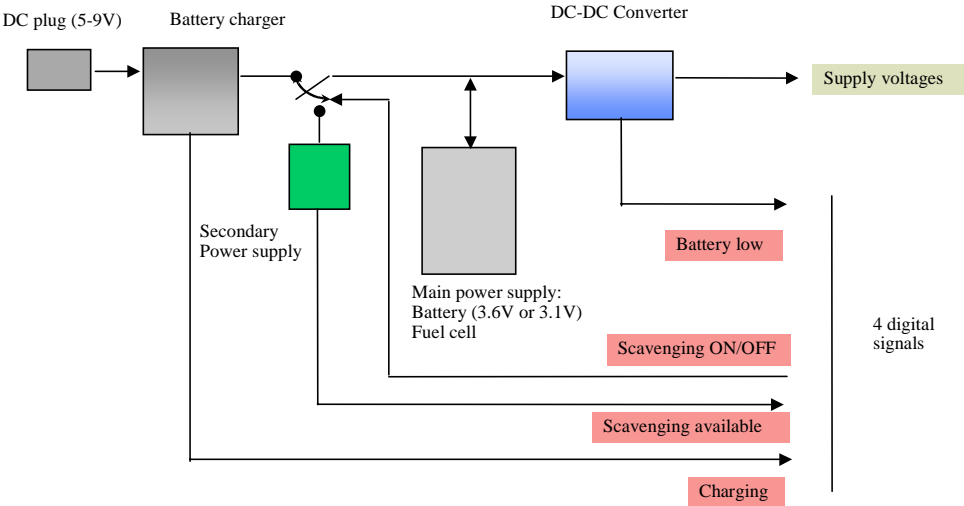 DC plug (5-9V)
Battery charger
DC-DC Converter
Supply voltages
Secondary
Power supply
Battery low
Main power supply:
Battery (3.6V or 3.1V)
Fuel cell
4 digital
signals
Scavenging ON/OFF
Scavenging available
Charging